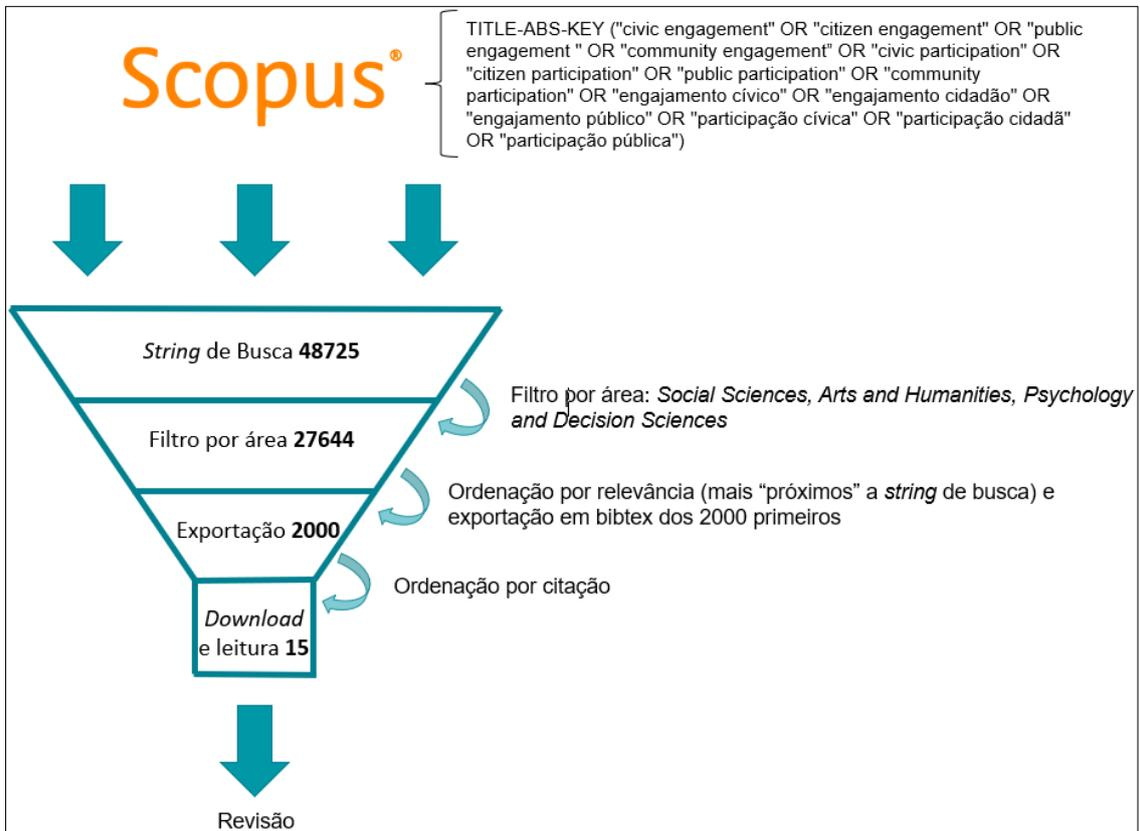 Scopus®
TITLE-ABS-KEY ("civic engagement" OR "citizen engagement" OR "public
engagement " OR "community engagement" OR "civic participation" OR
"citizen participation" OR "public participation" OR "community
participation" OR "engajamento cívico" OR "engajamento cidadão" OR
"engajamento público" OR "participação cívica" OR "participação cidadã"
OR "participação pública")
String de Busca 48725
Filtro por área: Social Sciences, Arts and Humanities, Psychology
and Decision Sciences
Filtro por área 27644
Ordenação por relevância (mais “próximos” a string de busca) e
exportação em bibtex dos 2000 primeiros
Exportação 2000
Ordenação por citação
Download
e leitura 15
Revisão